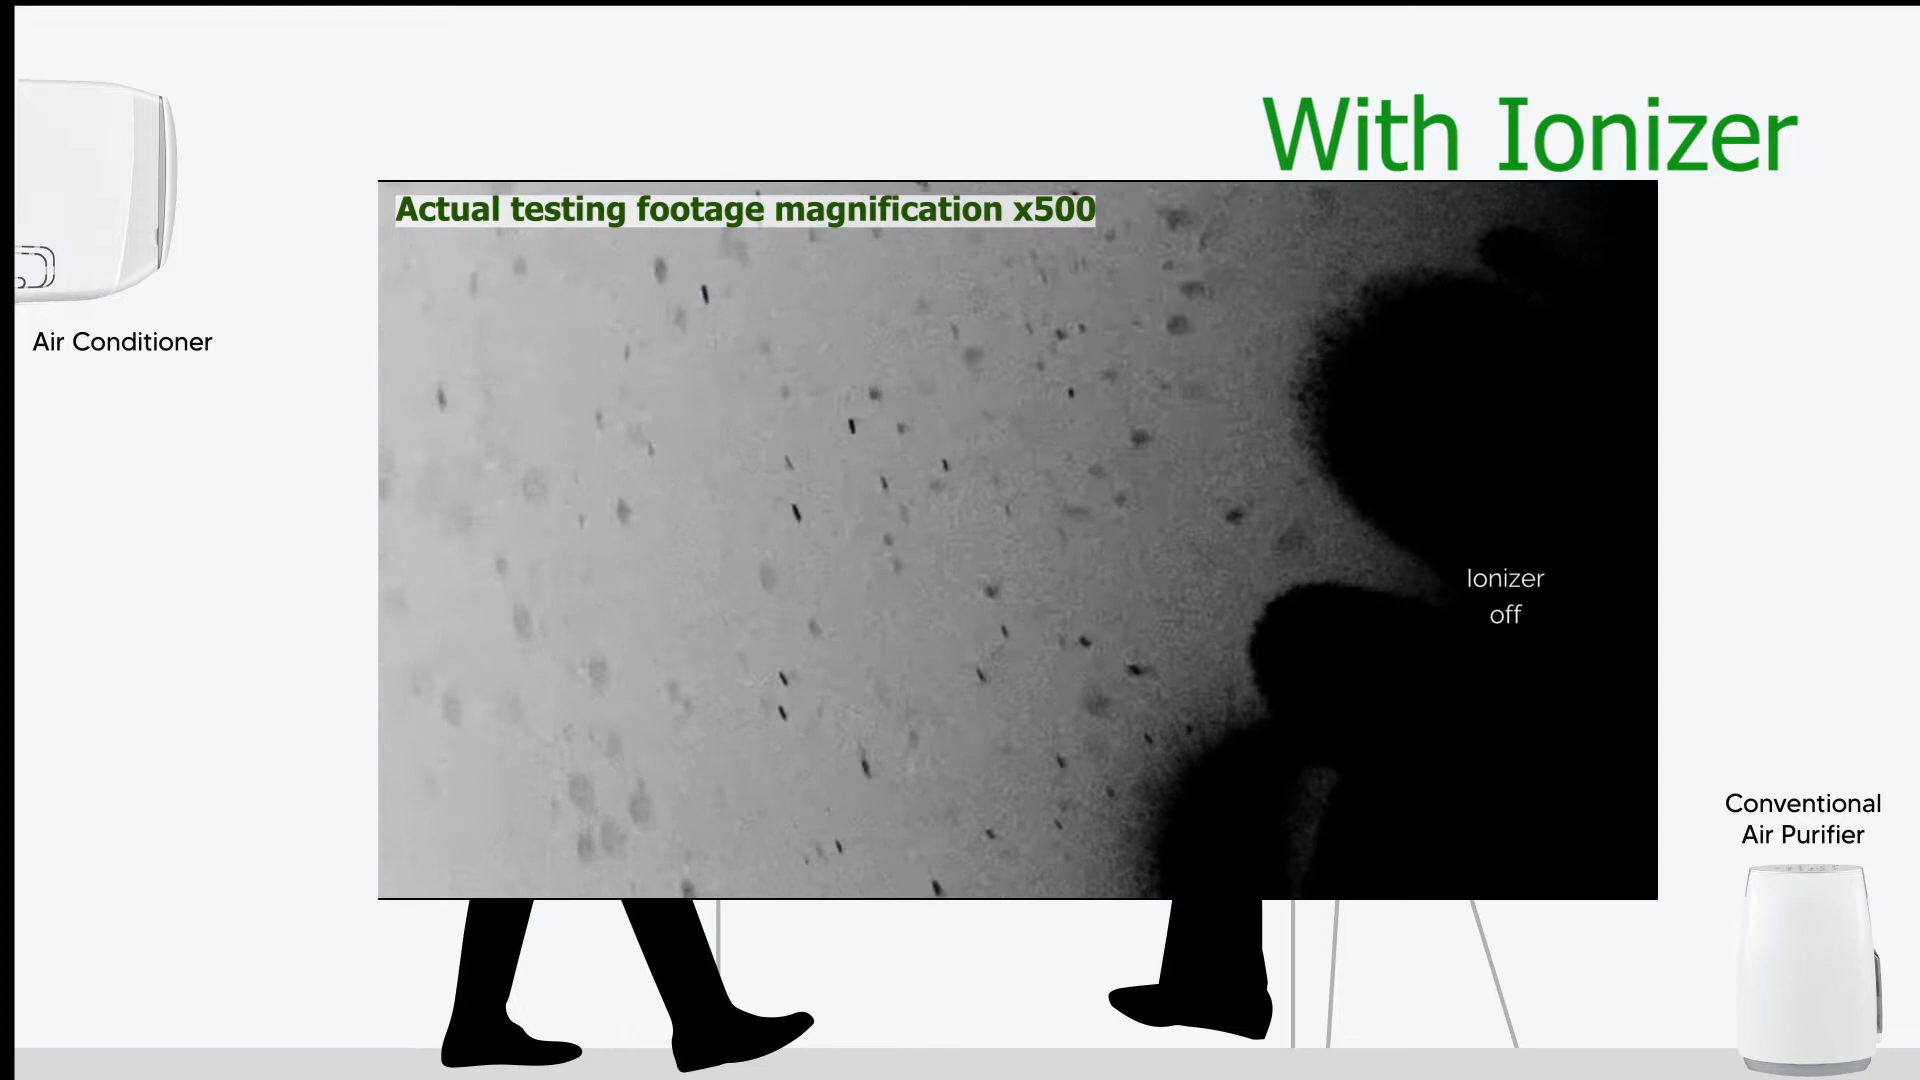 With Ionizer
Actual testing footage magnification x500
Air Conditioner
Ionizer
off
Conventional
Air Purifier